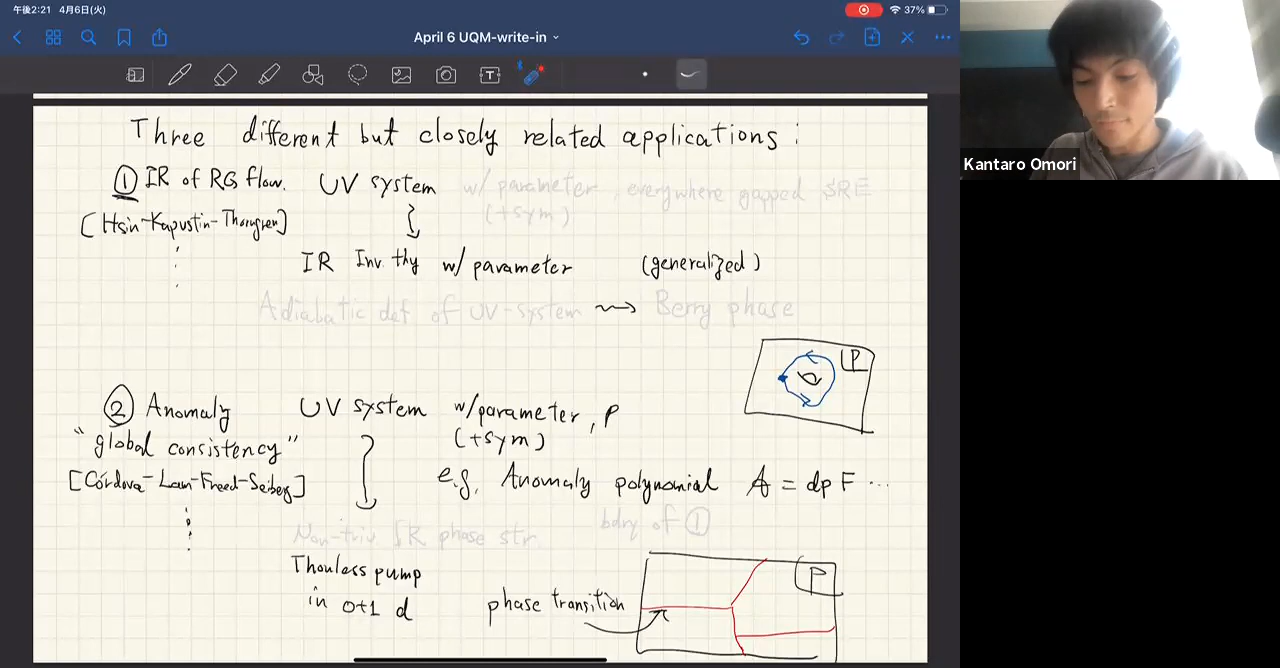 午後2:21 4月6日(火)
37%
April 6 UQM-write-in
T
Kantaro Omori
Three different but closely related applications :
① IR of RG flow. UV system w/ parameter, everywhere gapped SRE
[Hsin-Kapustin-Thorngren] (+sym)
IR Inv. thy w/ parameter (generalized)
Adiabatic def of UV-system → Berry phase
P
② Anomaly UV system w/parameter, P
"global consistency" (+sym)
[Córdova-Lam-Freed-Seiberg] e.g. Anomaly polynomial A = dp F ...
Non-triv. IR phase str. bdry of ①
Thouless pump
in 0+1 d phase transition P